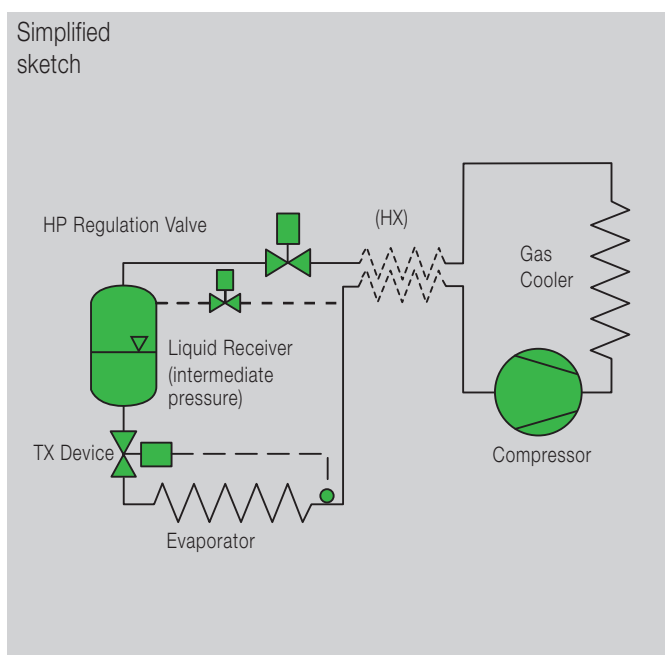 Simplified
sketch
HP Regulation Valve
(HX)
Gas
Cooler
Liquid Receiver
(intermediate
pressure)
TX Device
Compressor
Evaporator